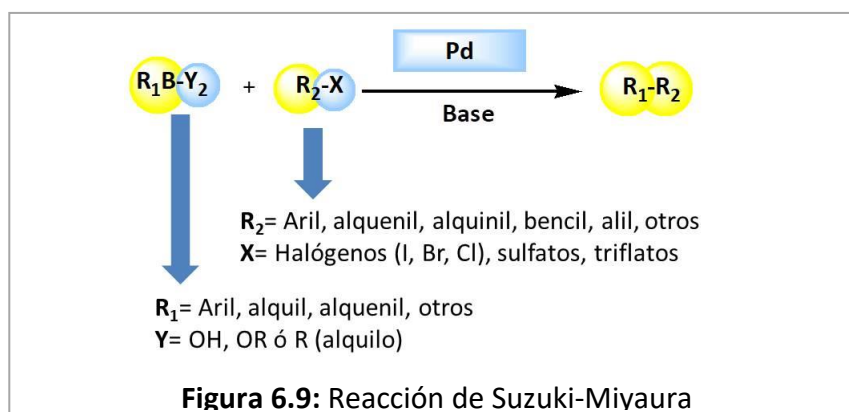 Pd
R₁B-Y₂ + R₂-X R₁-R₂
Base
R₂= Aril, alquenil, alquinil, bencil, alil, otros
X= Halógenos (I, Br, Cl), sulfatos, triflatos
R₁= Aril, alquil, alquenil, otros
Y= OH, OR ó R (alquilo)
Figura 6.9: Reacción de Suzuki-Miyaura